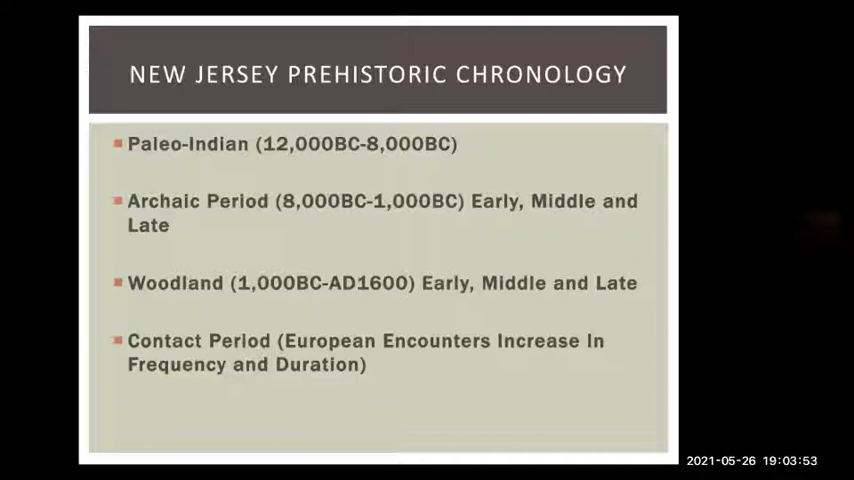 NEW JERSEY PREHISTORIC CHRONOLOGY
Paleo-Indian (12,000BC-8,000BC)
Archaic Period (8,000BC-1,000BC) Early, Middle and
Late
Woodland (1,000BC-AD1600) Early, Middle and Late
Contact Period (European Encounters Increase In
Frequency and Duration)
2021-05-26 19:03:53